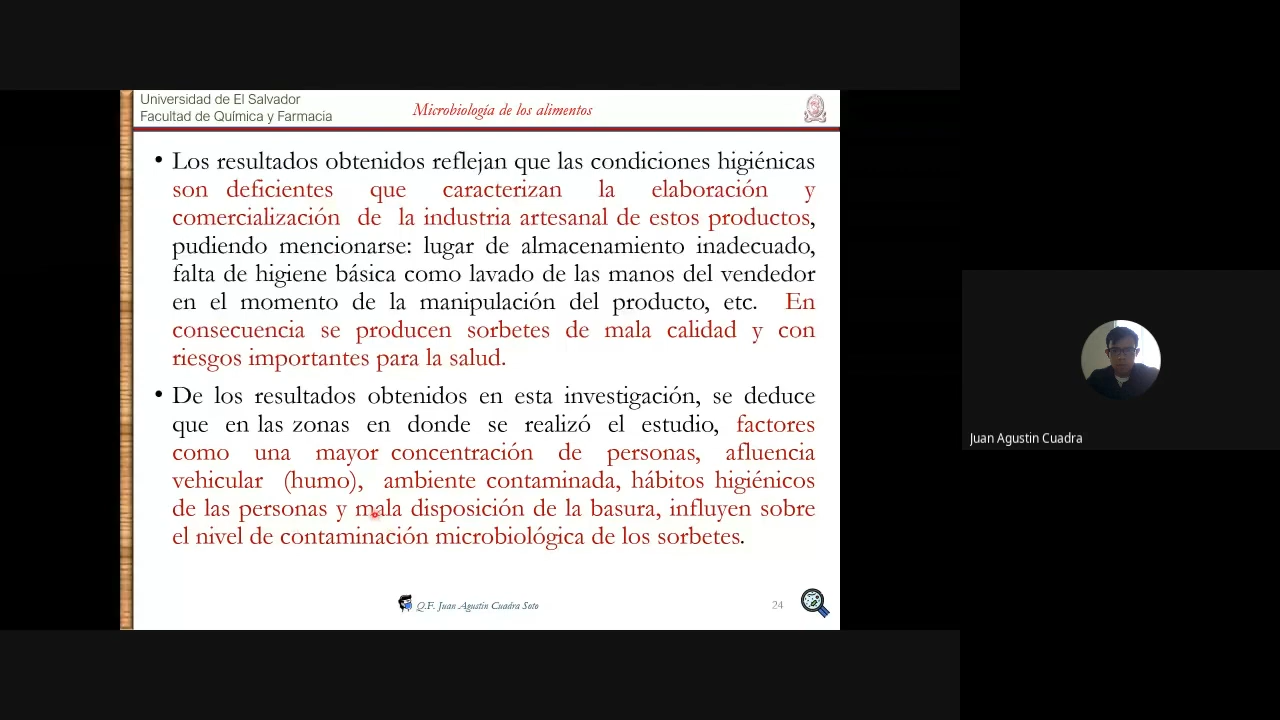 Universidad de El Salvador
Facultad de Química y Farmacia
Microbiología de los alimentos
• Los resultados obtenidos reflejan que las condiciones higiénicas
son deficientes que caracterizan la elaboración y
comercialización de la industria artesanal de estos productos,
pudiendo mencionarse: lugar de almacenamiento inadecuado,
falta de higiene básica como lavado de las manos del vendedor
en el momento de la manipulación del producto, etc. En
consecuencia se producen sorbetes de mala calidad y con
riesgos importantes para la salud.
• De los resultados obtenidos en esta investigación, se deduce
que en las zonas en donde se realizó el estudio, factores
como una mayor concentración de personas, afluencia
vehicular (humo), ambiente contaminada, hábitos higiénicos
de las personas y mala disposición de la basura, influyen sobre
el nivel de contaminación microbiológica de los sorbetes.
Q.F. Juan Agustin Cuadra Soto
24
Juan Agustin Cuadra